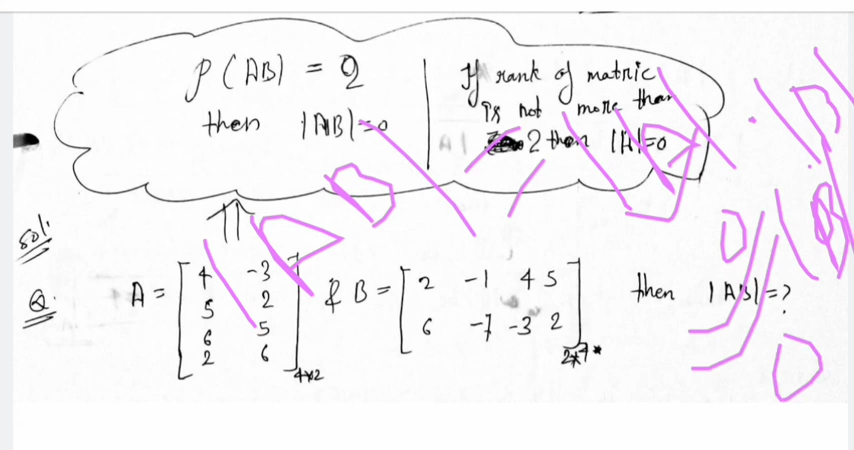 ρ(AB) = 2
then |AB|=0
If rank of matric
is not more than
2 then |A|=0
Sol:
Q. A = [4 -3
5 2
6 5
2 6] 4*2 & B = [2 -1 4 5
6 -7 -3 2] 2*4 then |AB|=?